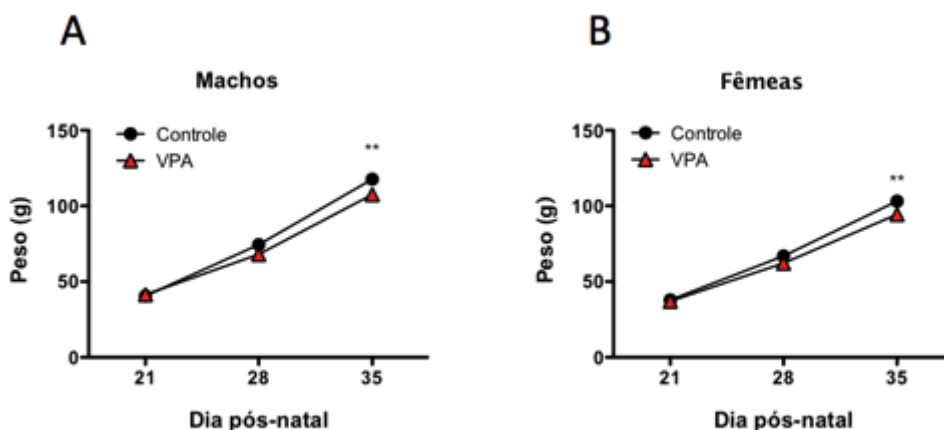 A
Machos
Controle
VPA
**
150
100
50
0
Peso (g)
21 28 35
Dia pós-natal
B
Fêmeas
Controle
VPA
**
150
100
50
0
Peso (g)
21 28 35
Dia pós-natal